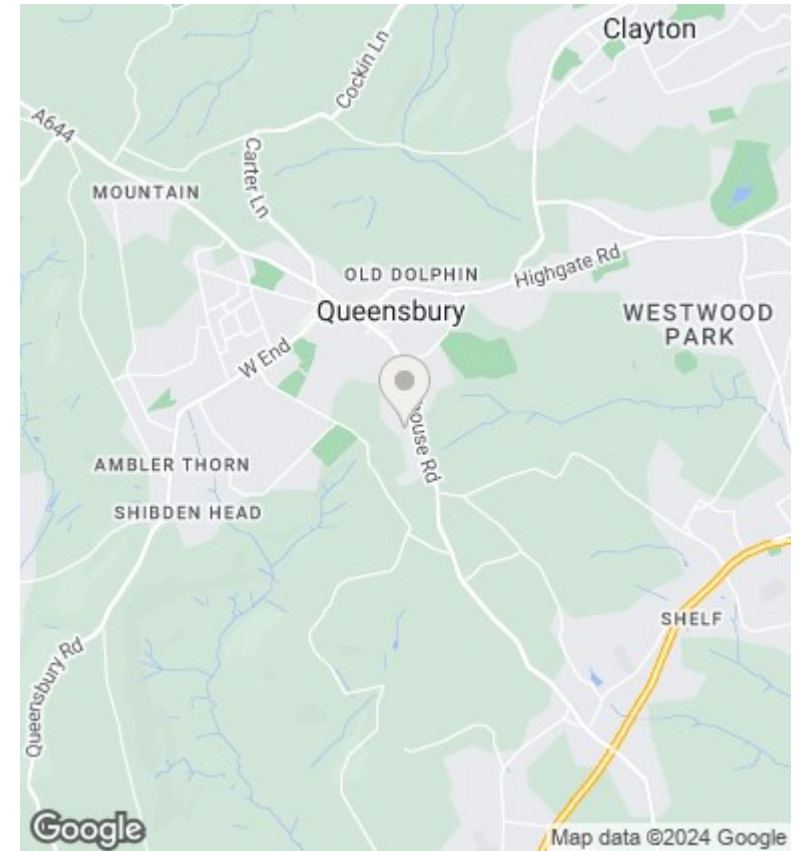 Clayton
Cockin Ln
A644
Carter Ln
MOUNTAIN
OLD DOLPHIN
Highgate Rd
Queensbury
WESTWOOD
PARK
W End
ouse Rd
AMBLER THORN
SHIBDEN HEAD
SHELF
Queensbury Rd
Google
Map data ©2024 Google